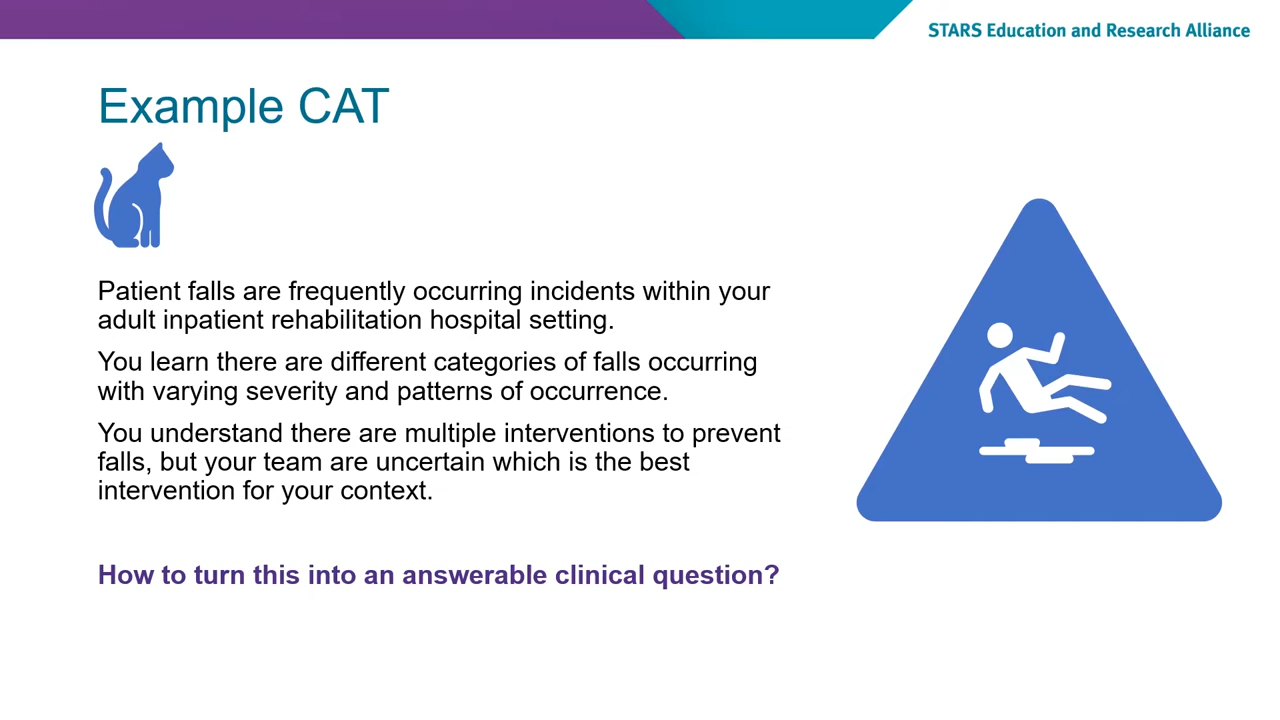 STARS Education and Research Alliance
Example CAT
Patient falls are frequently occurring incidents within your
adult inpatient rehabilitation hospital setting.
You learn there are different categories of falls occurring
with varying severity and patterns of occurrence.
You understand there are multiple interventions to prevent
falls, but your team are uncertain which is the best
intervention for your context.
How to turn this into an answerable clinical question?